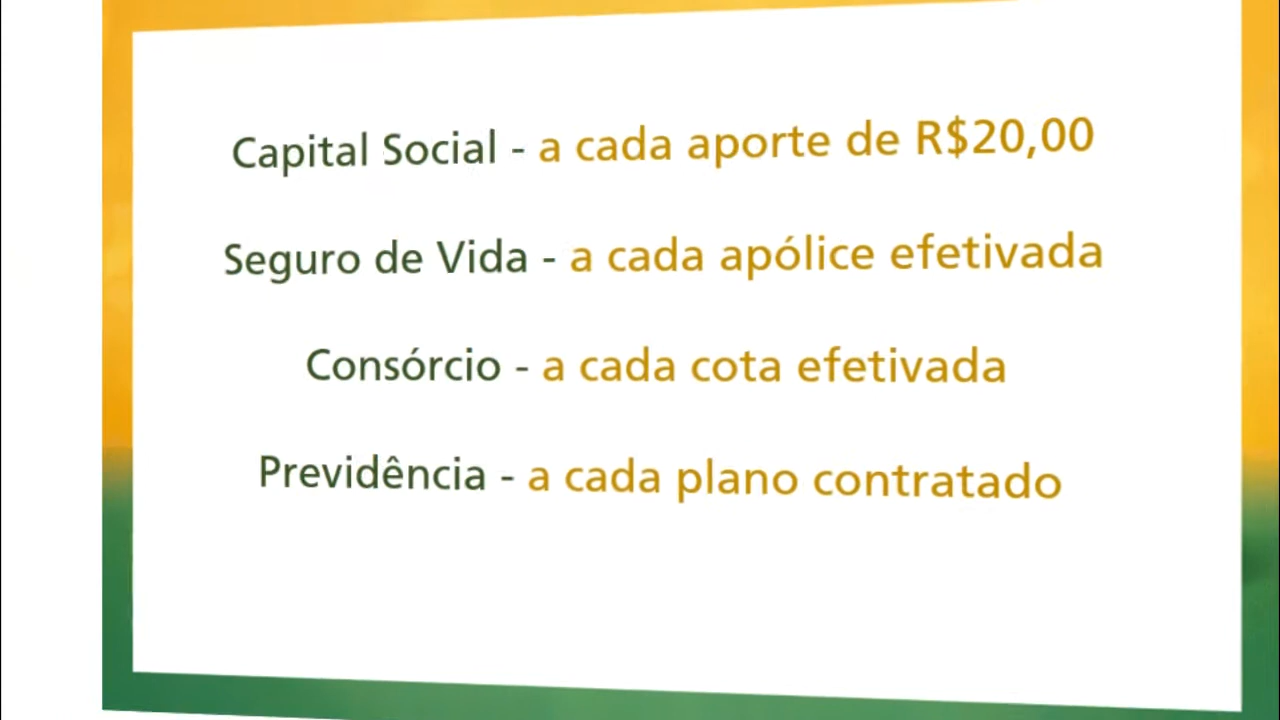 Capital Social - a cada aporte de R$20,00
Seguro de Vida - a cada apólice efetivada
Consórcio - a cada cota efetivada
Previdência - a cada plano contratado